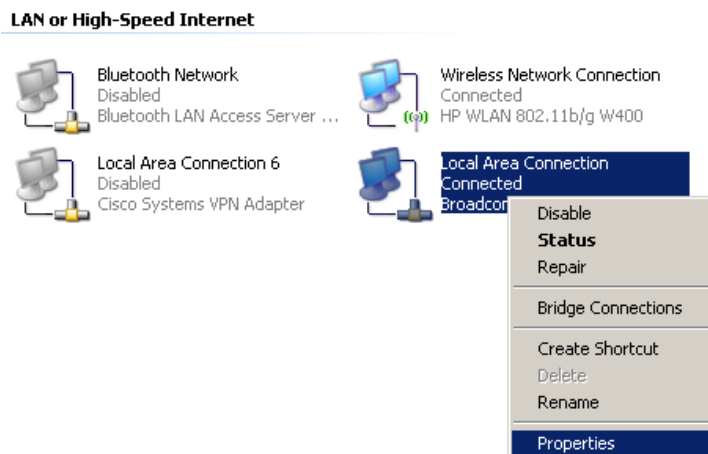 LAN or High-Speed Internet
Bluetooth Network
Disabled
Bluetooth LAN Access Server ...
Wireless Network Connection
Connected
HP WLAN 802.11b/g W400
Local Area Connection 6
Disabled
Cisco Systems VPN Adapter
Local Area Connection
Connected
Disable
Status
Repair
Bridge Connections
Create Shortcut
Delete
Rename
Properties